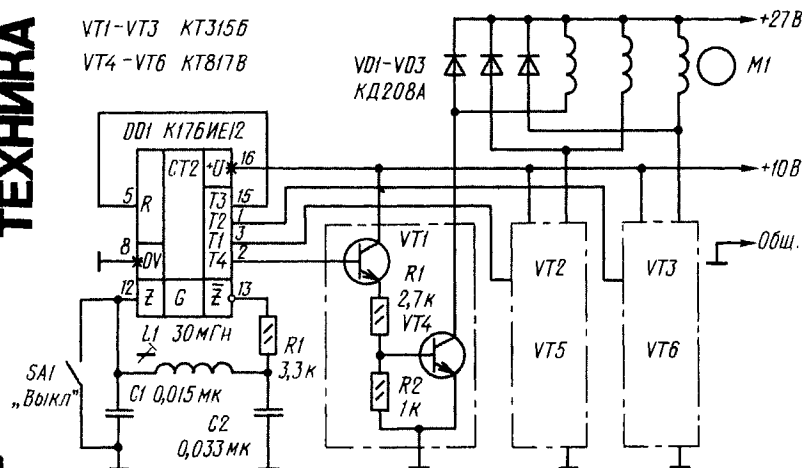 ТЕХНИКА
VT1-VT3 КТ315Б
VT4-VT6 КТ817В
VD1-VD3
КД208А
+27В
M1
DD1 К176ИЕ12
CT2
+U
16
+10В
5
R
T3
15
T2
1
T1
3
T4
2
8
0V
12
Z
G
Z̅
13
Общ.
VT1
R1
2,7к
VT4
R2
1к
VT2
VT5
VT3
VT6
L1 30мГн
R1
3,3к
SA1
„Выкл"
C1 0,015мк
C2
0,033мк